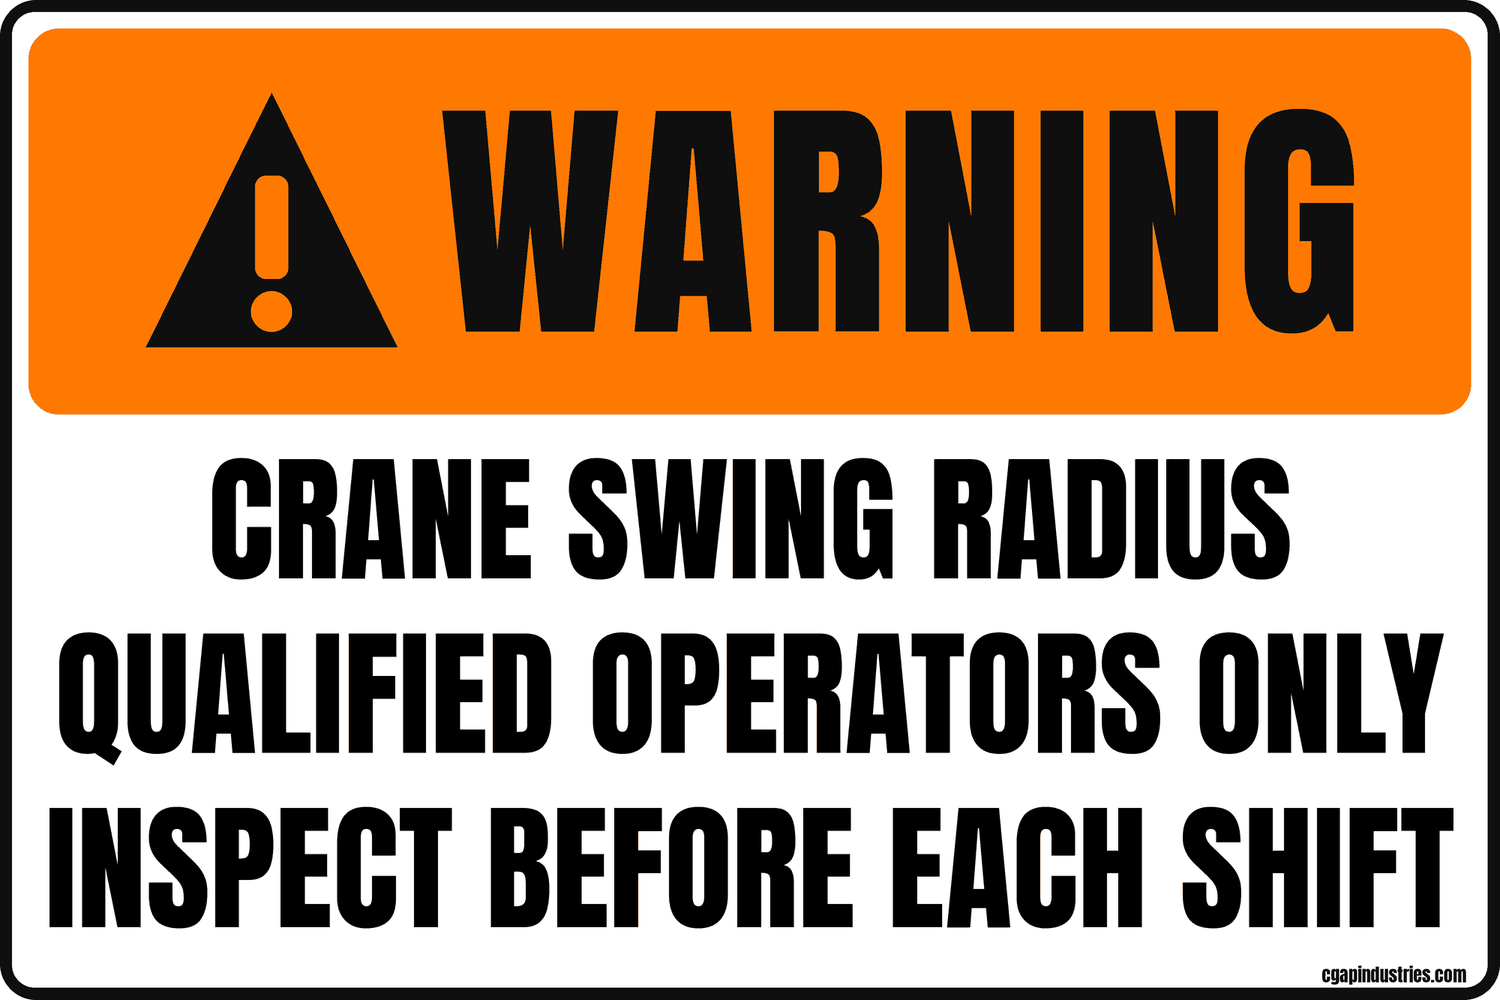 WARNING
CRANE SWING RADIUS
QUALIFIED OPERATORS ONLY
INSPECT BEFORE EACH SHIFT
cgapindustries.com